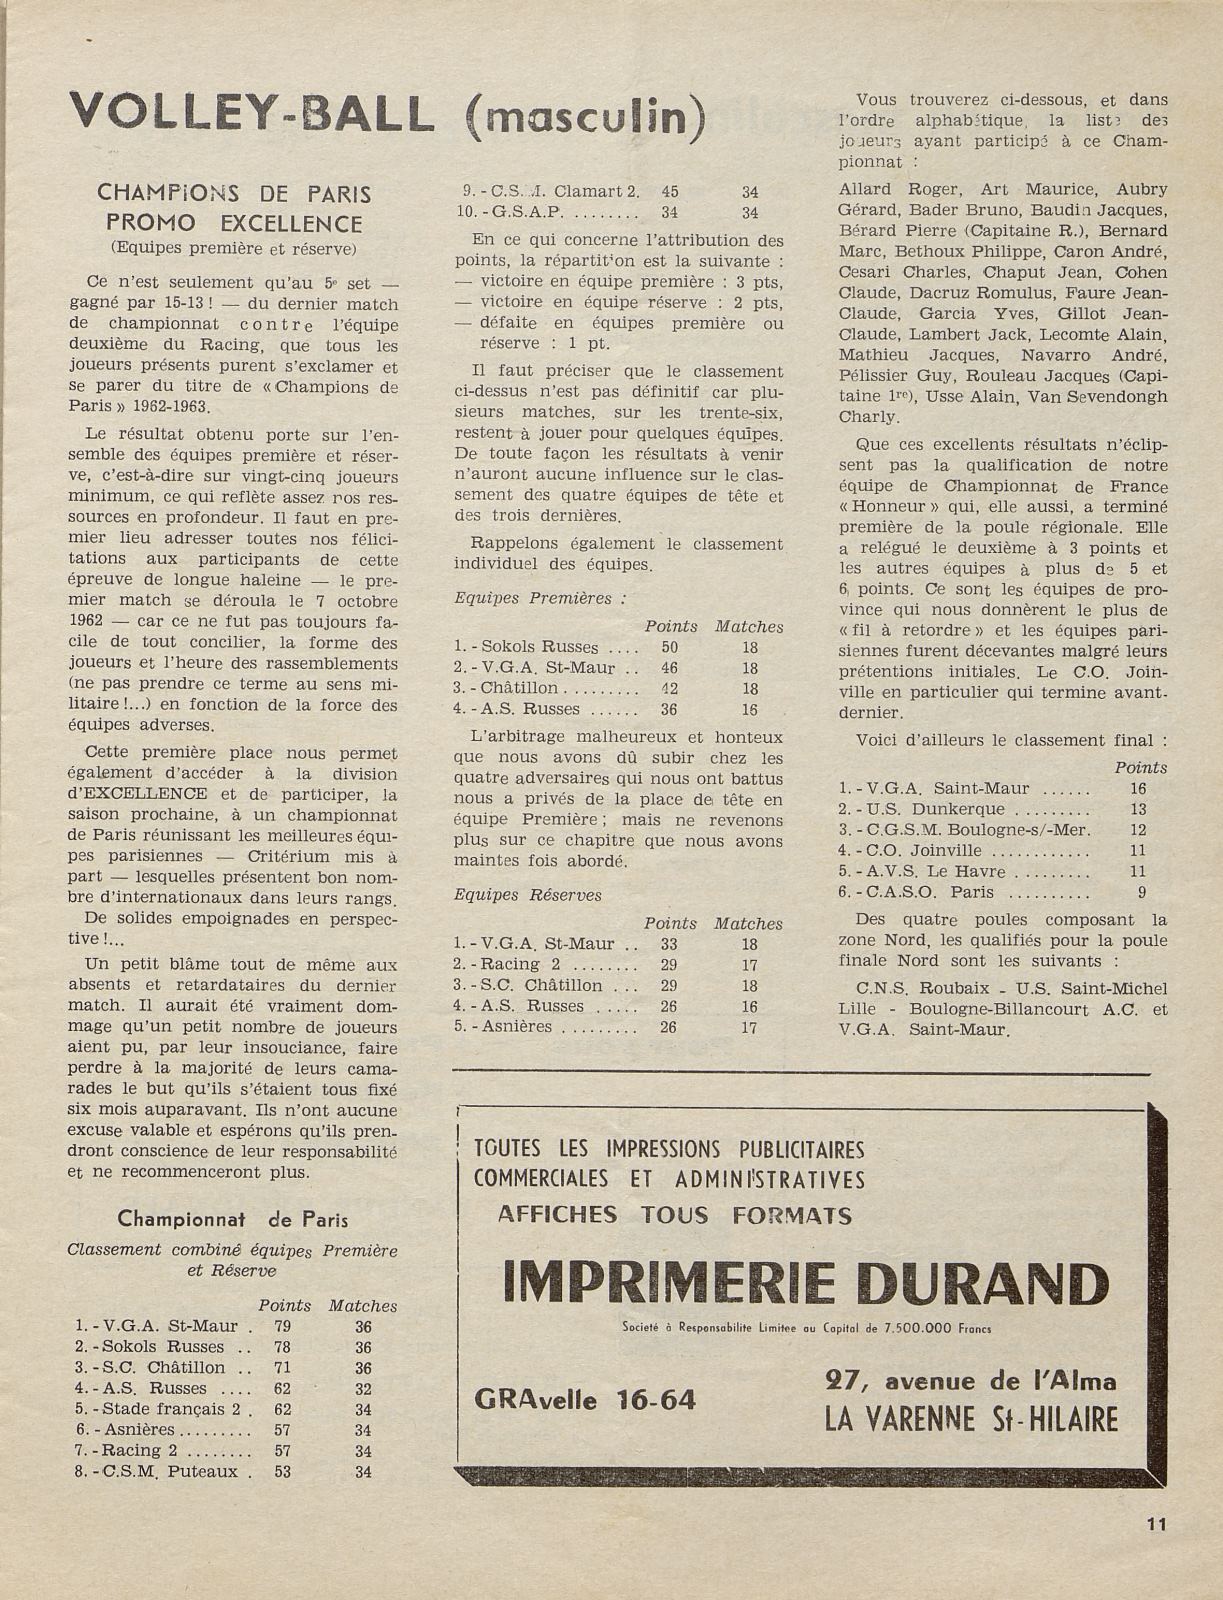 VOLLEY-BALL (masculin)
CHAMPIONS DE PARIS
PROMO EXCELLENCE
(Equipes première et réserve)
Ce n'est seulement qu'au 5e set —
gagné par 15-13 ! — du dernier match
de championnat contre l'équipe
deuxième du Racing, que tous les
joueurs présents purent s'exclamer et
se parer du titre de « Champions de
Paris » 1962-1963.
Le résultat obtenu porte sur l'en-
semble des équipes première et réser-
ve, c'est-à-dire sur vingt-cinq joueurs
minimum, ce qui reflète assez nos res-
sources en profondeur. Il faut en pre-
mier lieu adresser toutes nos félici-
tations aux participants de cette
épreuve de longue haleine — le pre-
mier match se déroula le 7 octobre
1962 — car ce ne fut pas toujours fa-
cile de tout concilier, la forme des
joueurs et l'heure des rassemblements
(ne pas prendre ce terme au sens mi-
litaire !...) en fonction de la force des
équipes adverses.
Cette première place nous permet
également d'accéder à la division
d'EXCELLENCE et de participer, la
saison prochaine, à un championnat
de Paris réunissant les meilleures équi-
pes parisiennes — Critérium mis à
part — lesquelles présentent bon nom-
bre d'internationaux dans leurs rangs.
De solides empoignades en perspec-
tive !...
Un petit blâme tout de même aux
absents et retardataires du dernier
match. Il aurait été vraiment dom-
mage qu'un petit nombre de joueurs
aient pu, par leur insouciance, faire
perdre à la majorité de leurs cama-
rades le but qu'ils s'étaient tous fixé
six mois auparavant. Ils n'ont aucune
excuse valable et espérons qu'ils pren-
dront conscience de leur responsabilité
et ne recommenceront plus.
Championnat de Paris
Classement combiné équipes Première
et Réserve
Points Matches
1. - V.G.A. St-Maur . 79 36
2. - Sokols Russes .. 78 36
3. - S.C. Châtillon .. 71 36
4. - A.S. Russes .... 62 32
5. - Stade français 2 . 62 34
6. - Asnières ......... 57 34
7. - Racing 2 ........ 57 34
8. - C.S.M. Puteaux . 53 34
9. - C.S.M. Clamart 2. 45 34
10. - G.S.A.P. ........ 34 34
En ce qui concerne l'attribution des
points, la répartition est la suivante :
— victoire en équipe première : 3 pts,
— victoire en équipe réserve : 2 pts,
— défaite en équipes première ou
réserve : 1 pt.
Il faut préciser que le classement
ci-dessus n'est pas définitif car plu-
sieurs matches, sur les trente-six,
restent à jouer pour quelques équipes.
De toute façon les résultats à venir
n'auront aucune influence sur le clas-
sement des quatre équipes de tête et
des trois dernières.
Rappelons également le classement
individuel des équipes.
Equipes Premières :
Points Matches
1. - Sokols Russes .... 50 18
2. - V.G.A. St-Maur .. 46 18
3. - Châtillon ......... 42 18
4. - A.S. Russes ...... 36 16
L'arbitrage malheureux et honteux
que nous avons dû subir chez les
quatre adversaires qui nous ont battus
nous a privés de la place de tête en
équipe Première ; mais ne revenons
plus sur ce chapitre que nous avons
maintes fois abordé.
Equipes Réserves
Points Matches
1. - V.G.A. St-Maur .. 33 18
2. - Racing 2 ........ 29 17
3. - S.C. Châtillon ... 29 18
4. - A.S. Russes ..... 26 16
5. - Asnières ......... 26 17
Vous trouverez ci-dessous, et dans
l'ordre alphabétique, la liste des
joueurs ayant participé à ce Cham-
pionnat :
Allard Roger, Art Maurice, Aubry
Gérard, Bader Bruno, Baudin Jacques,
Bérard Pierre (Capitaine R.), Bernard
Marc, Bethoux Philippe, Caron André,
Cesari Charles, Chaput Jean, Cohen
Claude, Dacruz Romulus, Faure Jean-
Claude, Garcia Yves, Gillot Jean-
Claude, Lambert Jack, Lecomte Alain,
Mathieu Jacques, Navarro André,
Pélissier Guy, Rouleau Jacques (Capi-
taine 1re), Usse Alain, Van Sevendongh
Charly.
Que ces excellents résultats n'éclip-
sent pas la qualification de notre
équipe de Championnat de France
« Honneur » qui, elle aussi, a terminé
première de la poule régionale. Elle
a relégué le deuxième à 3 points et
les autres équipes à plus de 5 et
6 points. Ce sont les équipes de pro-
vince qui nous donnèrent le plus de
« fil à retordre » et les équipes pari-
siennes furent décevantes malgré leurs
prétentions initiales. Le C.O. Join-
ville en particulier qui termine avant-
dernier.
Voici d'ailleurs le classement final :
Points
1. - V.G.A. Saint-Maur ...... 16
2. - U.S. Dunkerque ......... 13
3. - C.G.S.M. Boulogne-s/-Mer. 12
4. - C.O. Joinville ............ 11
5. - A.V.S. Le Havre ......... 11
6. - C.A.S.O. Paris .......... 9
Des quatre poules composant la
zone Nord, les qualifiés pour la poule
finale Nord sont les suivants :
C.N.S. Roubaix - U.S. Saint-Michel
Lille - Boulogne-Billancourt A.C. et
V.G.A. Saint-Maur.
TOUTES LES IMPRESSIONS PUBLICITAIRES
COMMERCIALES ET ADMINISTRATIVES
AFFICHES TOUS FORMATS
IMPRIMERIE DURAND
Societé à Responsabilite Limitee au Capital de 7.500.000 Francs
GRAvelle 16-64
27, avenue de l'Alma
LA VARENNE St-HILAIRE
11